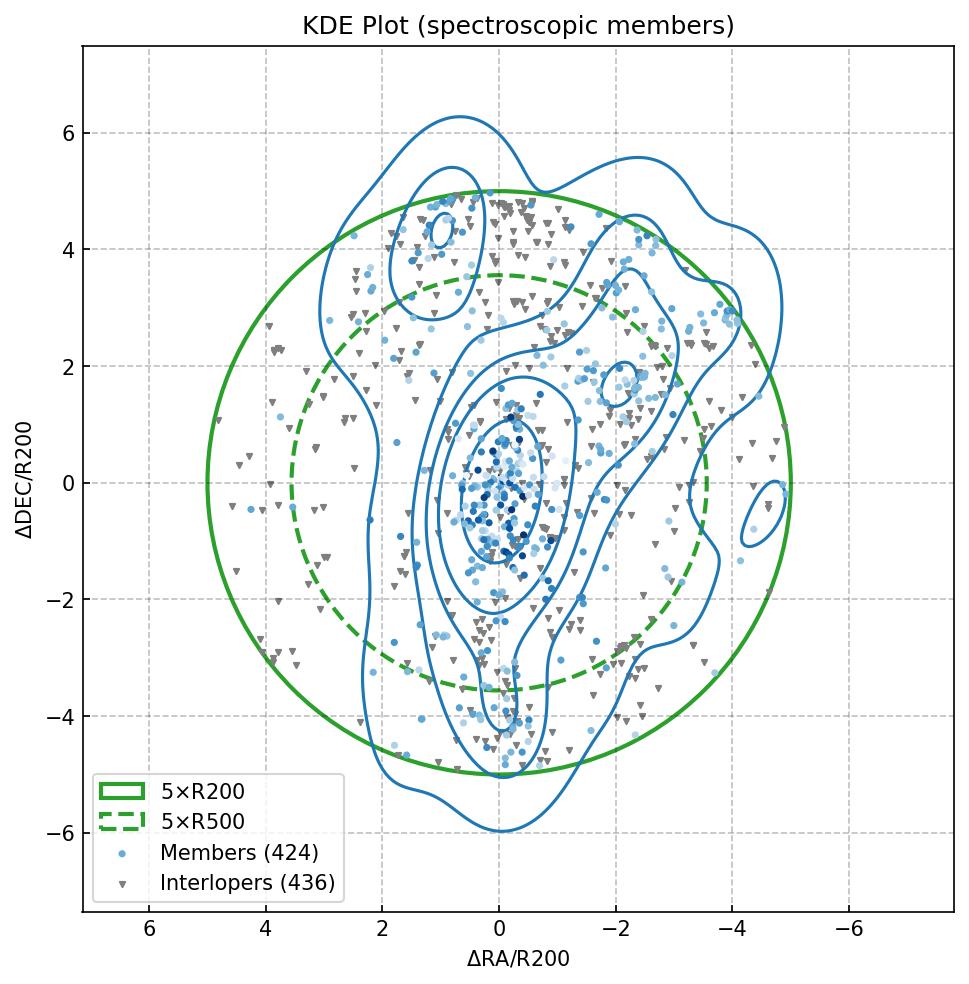 KDE Plot (spectroscopic members)
6
4
2
0
−2
−4
−6
ΔDEC/R200
5×R200
5×R500
Members (424)
Interlopers (436)
6 4 2 0 −2 −4 −6
ΔRA/R200